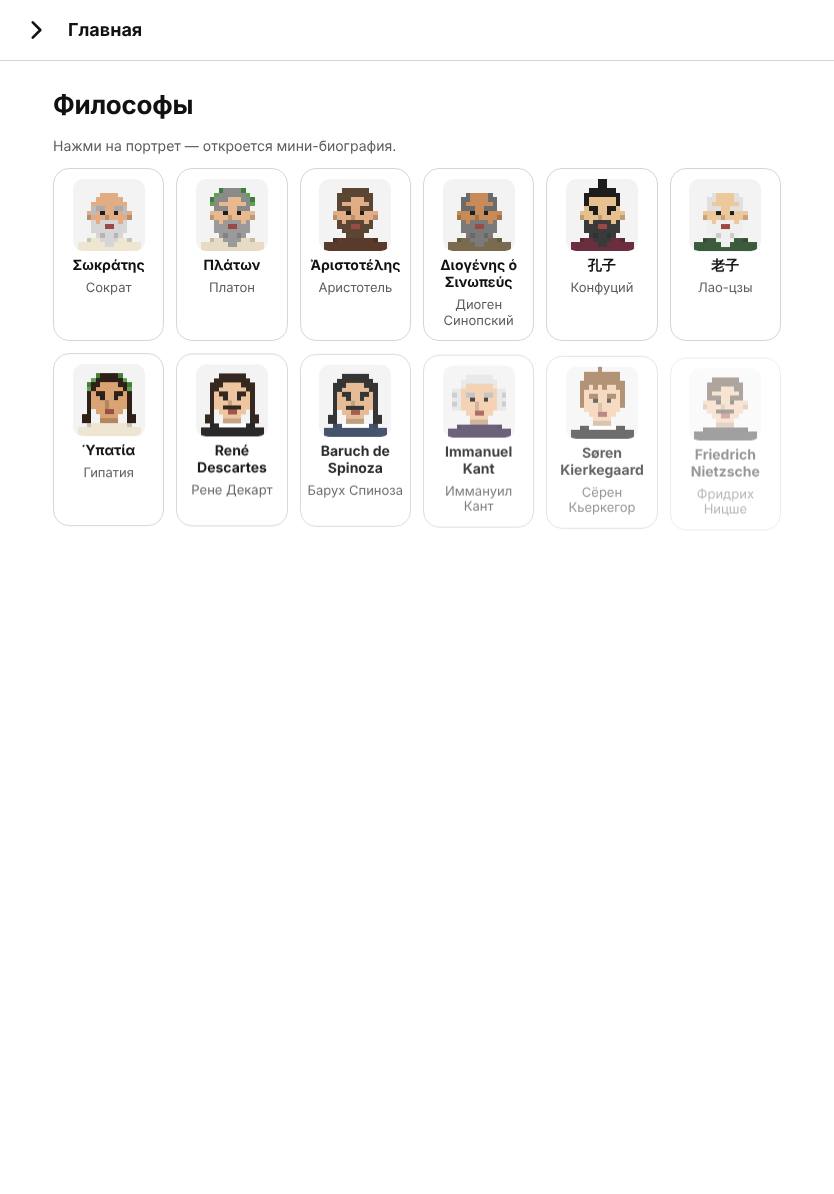 Главная
Философы
Нажми на портрет — откроется мини-биография.
Σωκράτης
Сократ
Πλάτων
Платон
Ἀριστοτέλης
Аристотель
Διογένης ὁ
Σινωπεύς
Диоген
Синопский
孔子
Конфуций
老子
Лао-цзы
Ὑπατία
Гипатия
René
Descartes
Рене Декарт
Baruch de
Spinoza
Барух Спиноза
Immanuel
Kant
Иммануил
Кант
Søren
Kierkegaard
Сёрен
Кьеркегор
Friedrich
Nietzsche
Фридрих
Ницше